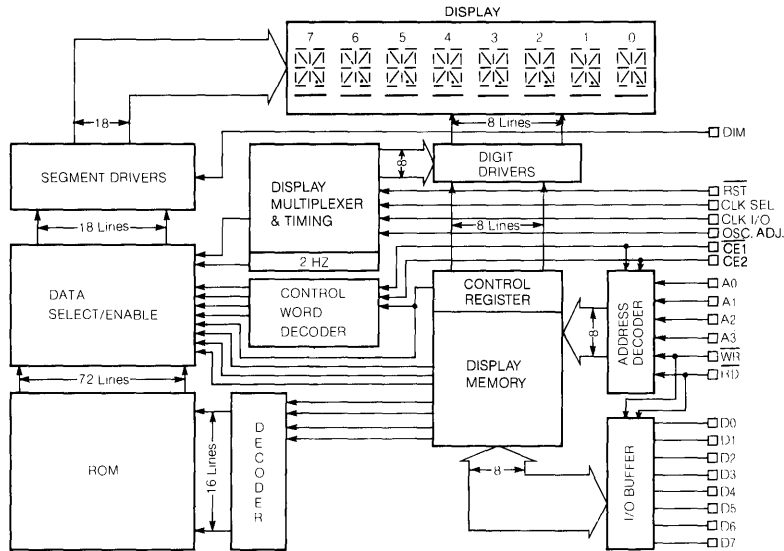 DISPLAY
7 6 5 4 3 2 1 0
18
8 Lines
DIM
SEGMENT DRIVERS
DISPLAY
MULTIPLEXER
& TIMING
2 HZ
8
DIGIT
DRIVERS
RST
CLK SEL
CLK I/O
OSC. ADJ.
CE1
CE2
18 Lines
8 Lines
DATA
SELECT/ENABLE
CONTROL
WORD
DECODER
CONTROL
REGISTER
DISPLAY
MEMORY
8
ADDRESS
DECODER
A0
A1
A2
A3
WR
RD
72 Lines
ROM
16 Lines
DECODER
8
I/O BUFFER
D0
D1
D2
D3
D4
D5
D6
D7